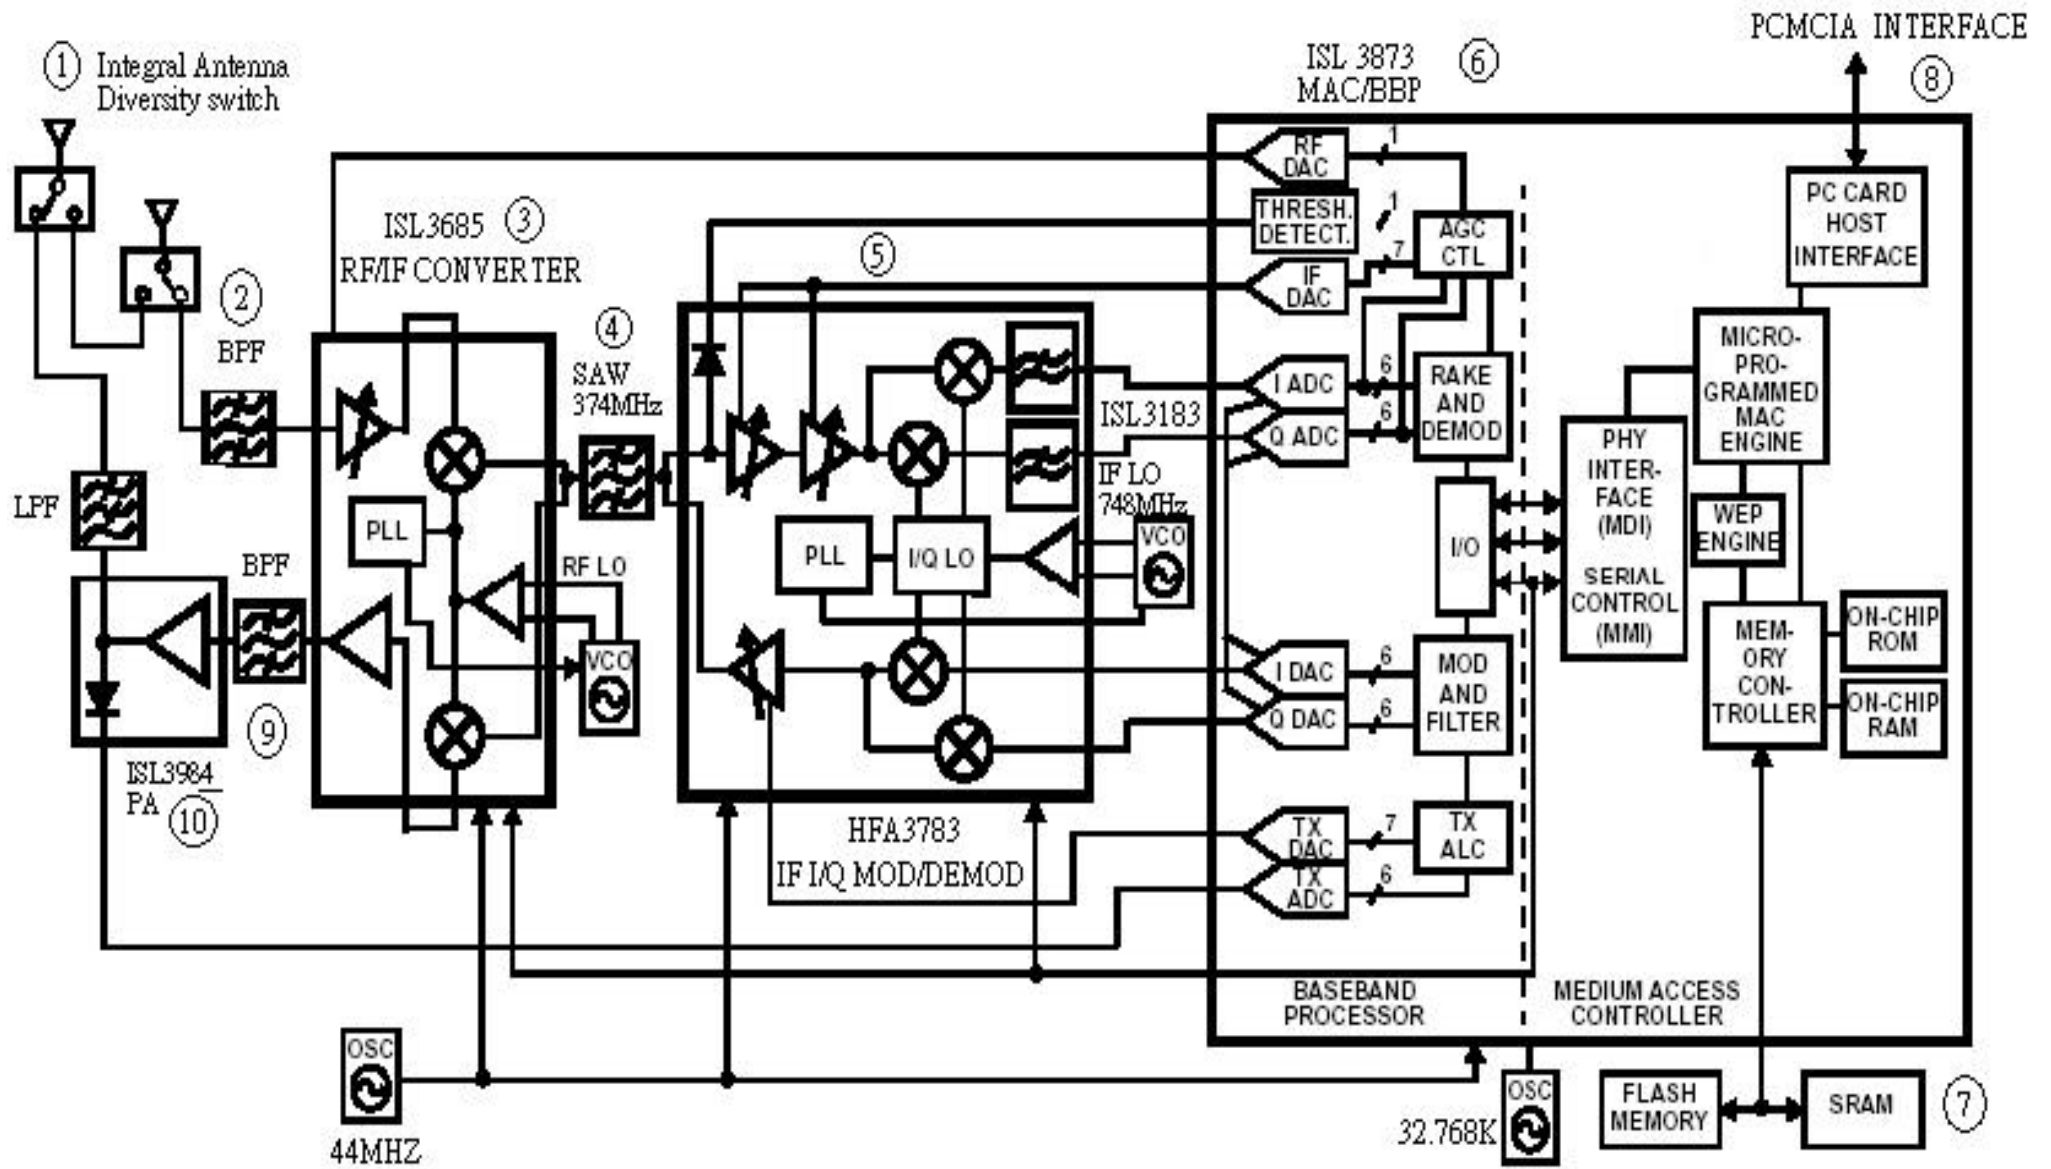 PCMCIA INTERFACE
8
1
Integral Antenna
Diversity switch
ISL 3873
MAC/BBP
6
RF
DAC
1
THRESH.
DETECT.
1
AGC
CTL
IF
DAC
7
PC CARD
HOST
INTERFACE
ISL3685
3
RF/IF CONVERTER
2
BPF
4
SAW
374MHz
5
I ADC
6
Q ADC
6
RAKE
AND
DEMOD
ISL3183
IF LO
748MHz
VCO
MICRO-
PRO-
GRAMMED
MAC
ENGINE
PHY
INTER-
FACE
(MDI)
SERIAL
CONTROL
(MMI)
WEP
ENGINE
I/O
LPF
BPF
PLL
RF LO
VCO
PLL
I/Q LO
MEM-
ORY
CON-
TROLLER
ON-CHIP
ROM
ON-CHIP
RAM
I DAC
6
Q DAC
6
MOD
AND
FILTER
9
ISL3984
PA
10
HFA3783
IF I/Q MOD/DEMOD
TX
DAC
7
TX
ADC
6
TX
ALC
BASEBAND
PROCESSOR
MEDIUM ACCESS
CONTROLLER
OSC
44MHZ
OSC
32.768K
FLASH
MEMORY
SRAM
7